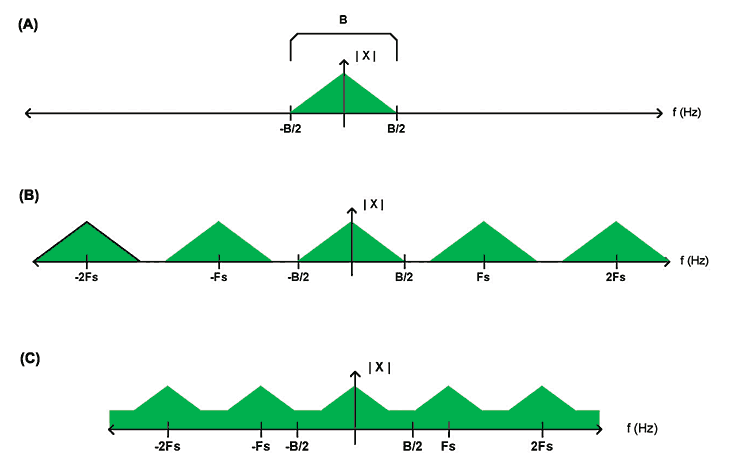 (A)
B
| X |
-B/2 B/2 f (Hz)
(B)
| X |
-2Fs -Fs -B/2 B/2 Fs 2Fs f (Hz)
(C)
| X |
-2Fs -Fs -B/2 B/2 Fs 2Fs f (Hz)